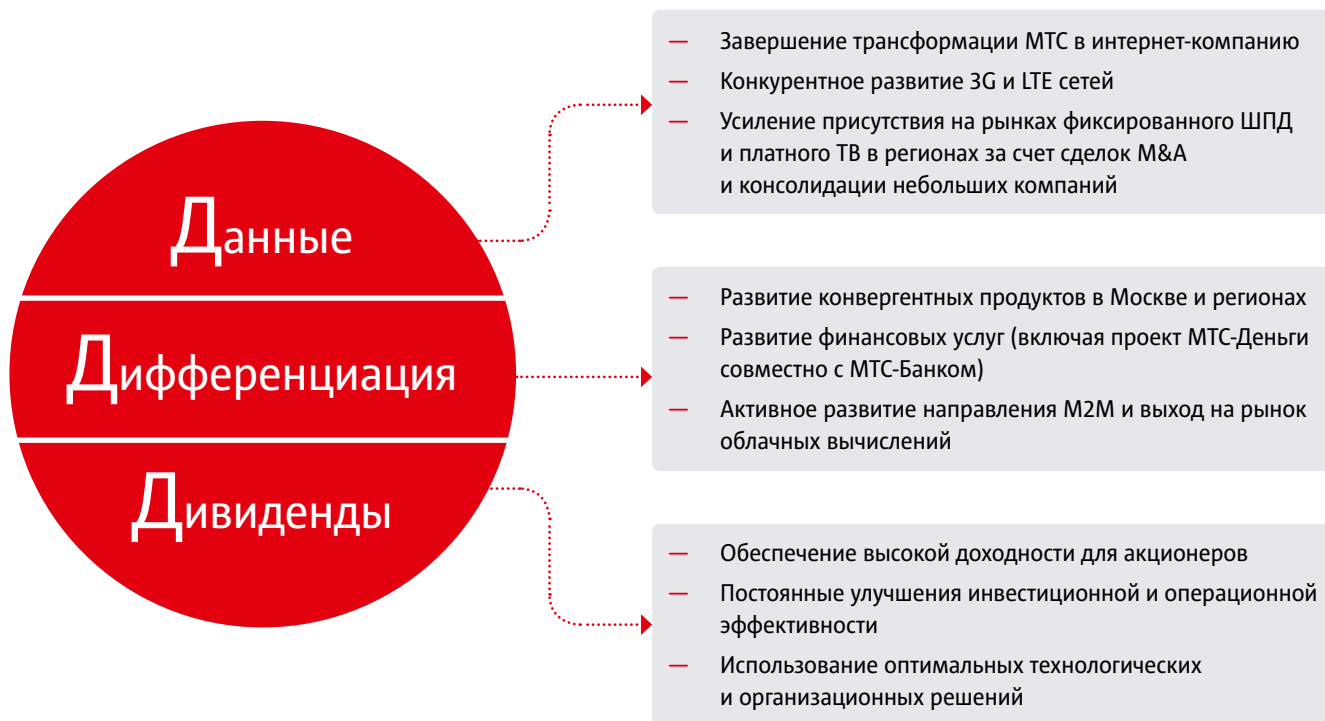 Данные
— Завершение трансформации МТС в интернет-компанию
— Конкурентное развитие 3G и LTE сетей
— Усиление присутствия на рынках фиксированного ШПД
и платного ТВ в регионах за счет сделок M&A
и консолидации небольших компаний
Дифференциация
— Развитие конвергентных продуктов в Москве и регионах
— Развитие финансовых услуг (включая проект МТС-Деньги
совместно с МТС-Банком)
— Активное развитие направления M2M и выход на рынок
облачных вычислений
Дивиденды
— Обеспечение высокой доходности для акционеров
— Постоянные улучшения инвестиционной и операционной
эффективности
— Использование оптимальных технологических
и организационных решений